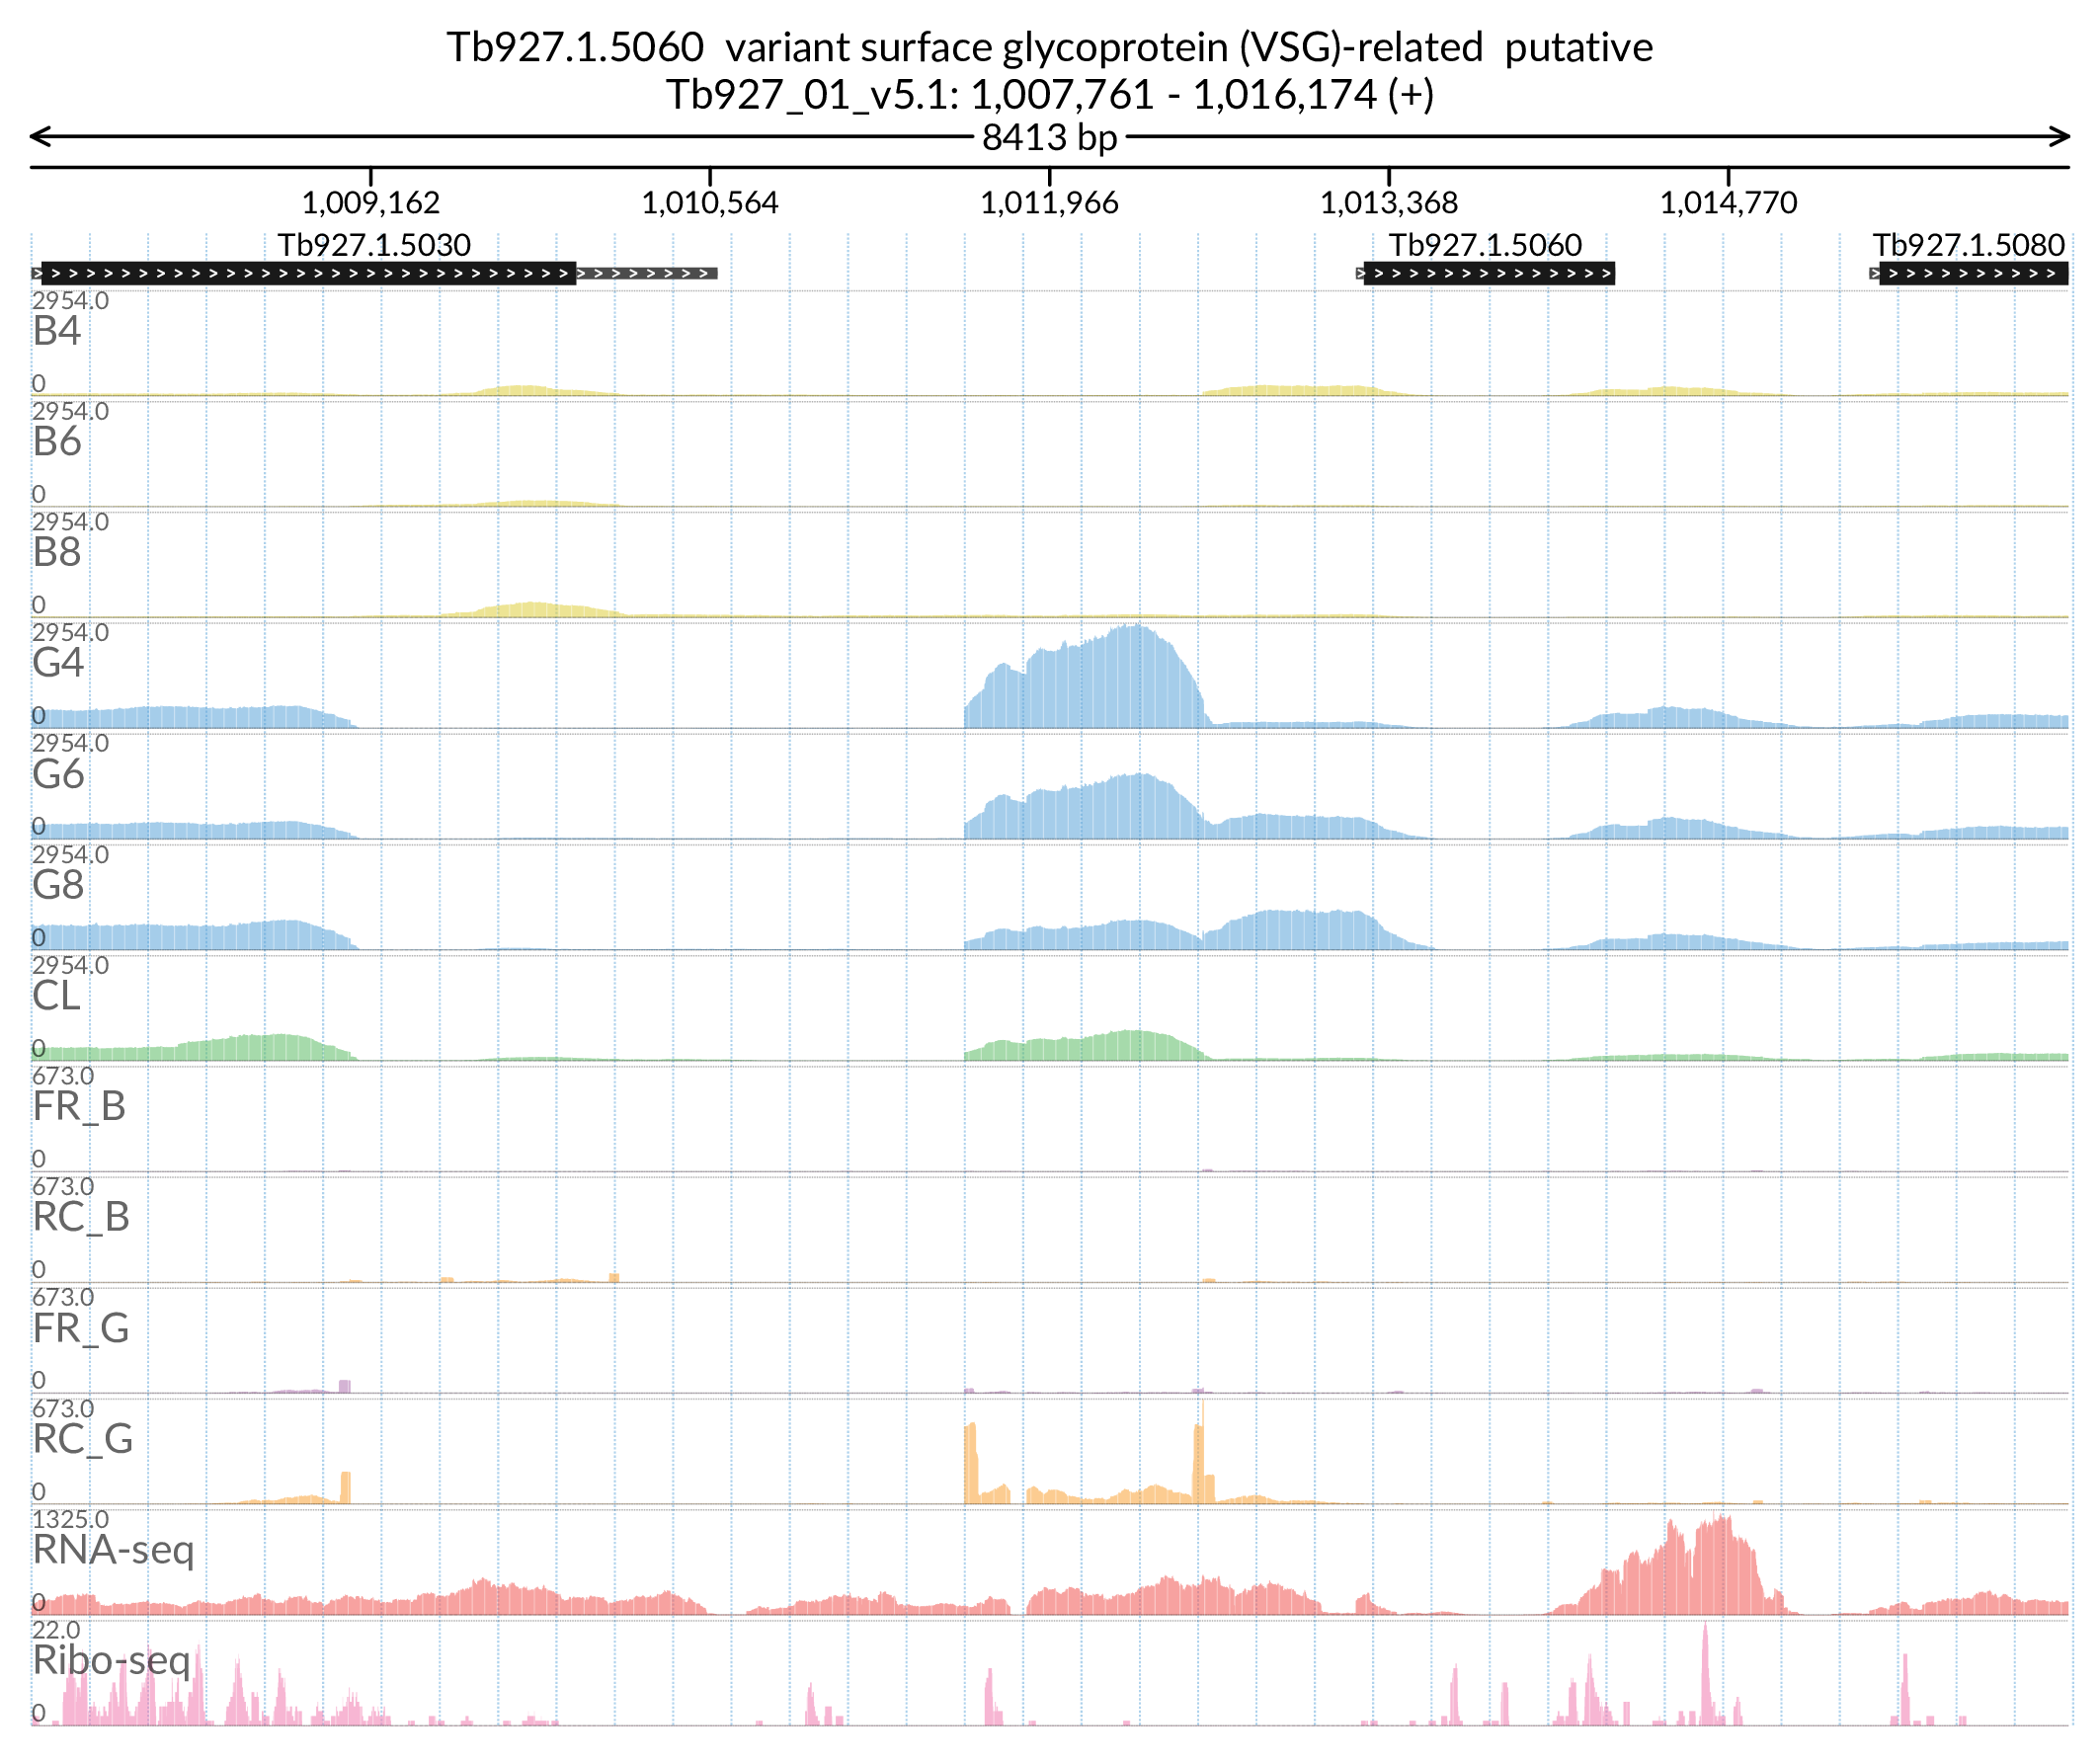 Tb927.1.5060 variant surface glycoprotein (VSG)-related putative
Tb927_01_v5.1: 1,007,761 - 1,016,174 (+)
8413 bp
1,009,162 1,010,564 1,011,966 1,013,368 1,014,770
Tb927.1.5030 Tb927.1.5060 Tb927.1.5080
2954.0
B4
0
2954.0
B6
0
2954.0
B8
0
2954.0
G4
0
2954.0
G6
0
2954.0
G8
0
2954.0
CL
0
673.0
FR_B
0
673.0
RC_B
0
673.0
FR_G
0
673.0
RC_G
0
1325.0
RNA-seq
0
22.0
Ribo-seq
0